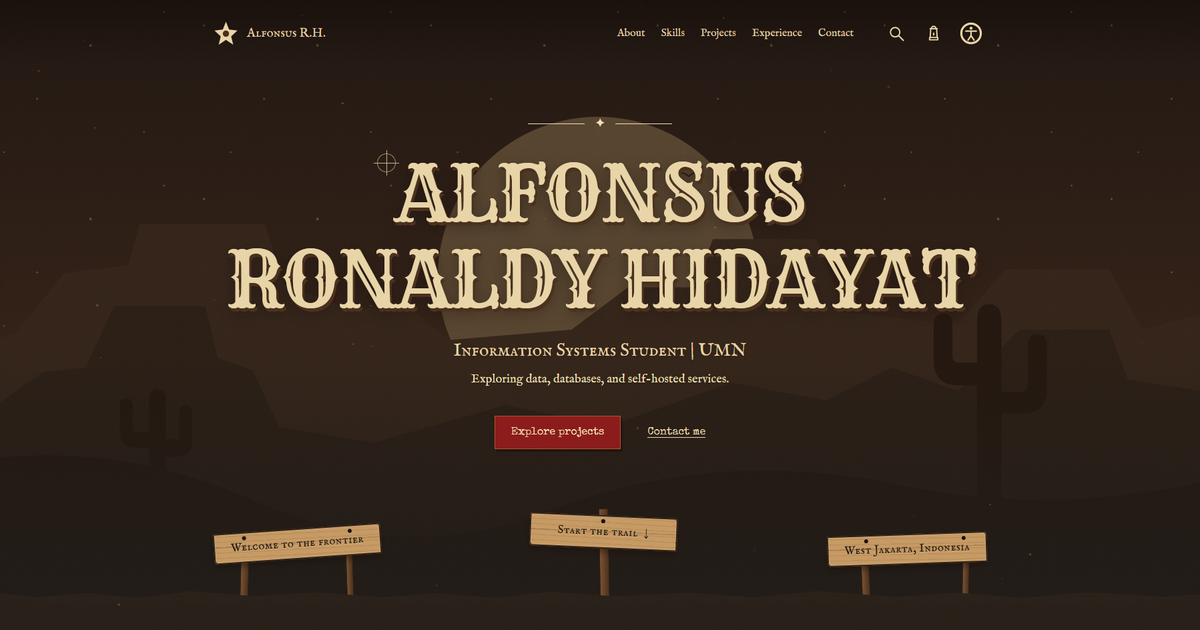 Alfonsus R.H.
About Skills Projects Experience Contact
ALFONSUS
RONALDY HIDAYAT
Information Systems Student | UMN
Exploring data, databases, and self-hosted services.
Explore projects
Contact me
Welcome to the frontier
Start the trail ↓
West Jakarta, Indonesia